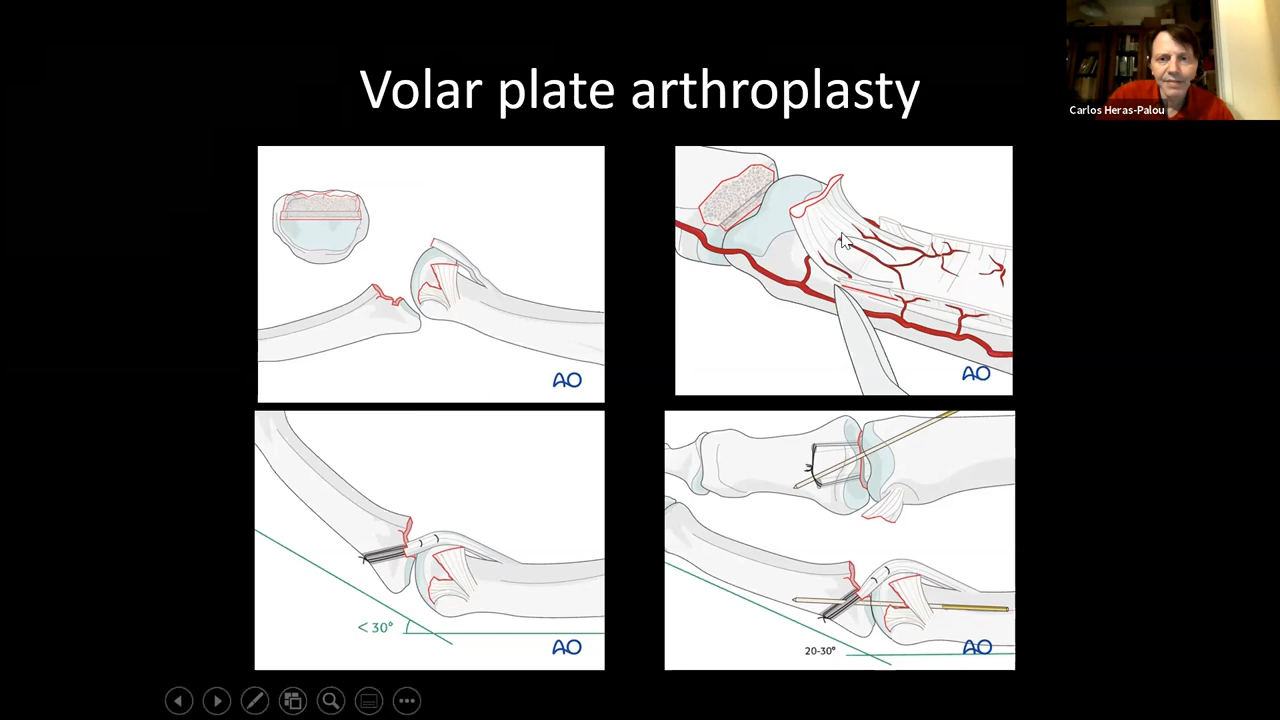 Volar plate arthroplasty
Carlos Heras-Palou
AO
AO
< 30°
AO
20-30°
AO